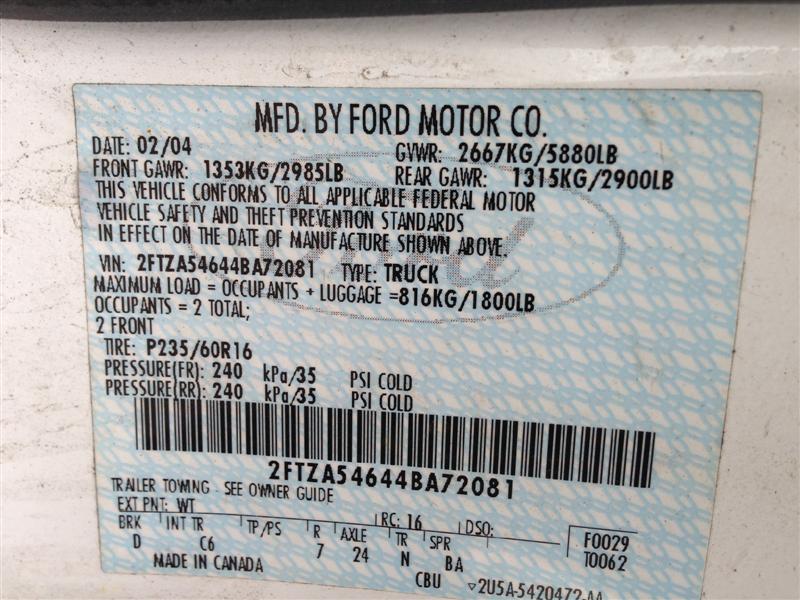 MFD. BY FORD MOTOR CO.
DATE: 02/04 GVWR: 2667KG/5880LB
FRONT GAWR: 1353KG/2985LB REAR GAWR: 1315KG/2900LB
THIS VEHICLE CONFORMS TO ALL APPLICABLE FEDERAL MOTOR
VEHICLE SAFETY AND THEFT PREVENTION STANDARDS
IN EFFECT ON THE DATE OF MANUFACTURE SHOWN ABOVE.
VIN: 2FTZA54644BA72081 TYPE: TRUCK
MAXIMUM LOAD = OCCUPANTS + LUGGAGE =816KG/1800LB
OCCUPANTS = 2 TOTAL;
2 FRONT
TIRE: P235/60R16
PRESSURE(FR): 240 kPa/35 PSI COLD
PRESSURE(RR): 240 kPa/35 PSI COLD
2FTZA54644BA72081
TRAILER TOWING - SEE OWNER GUIDE
EXT PNT: WT RC: 16 DSO: F0029
BRK INT TR TP/PS R AXLE TR SPR T0062
D C6 7 24 N BA
MADE IN CANADA CBU 2U5A-5420472-AA
Ford